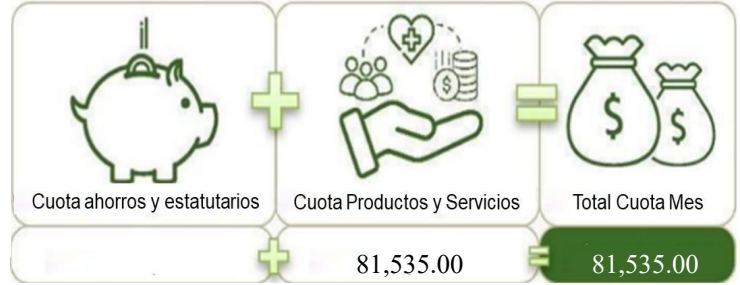 Cuota ahorros y estatutarios
Cuota Productos y Servicios
Total Cuota Mes
81,535.00
81,535.00